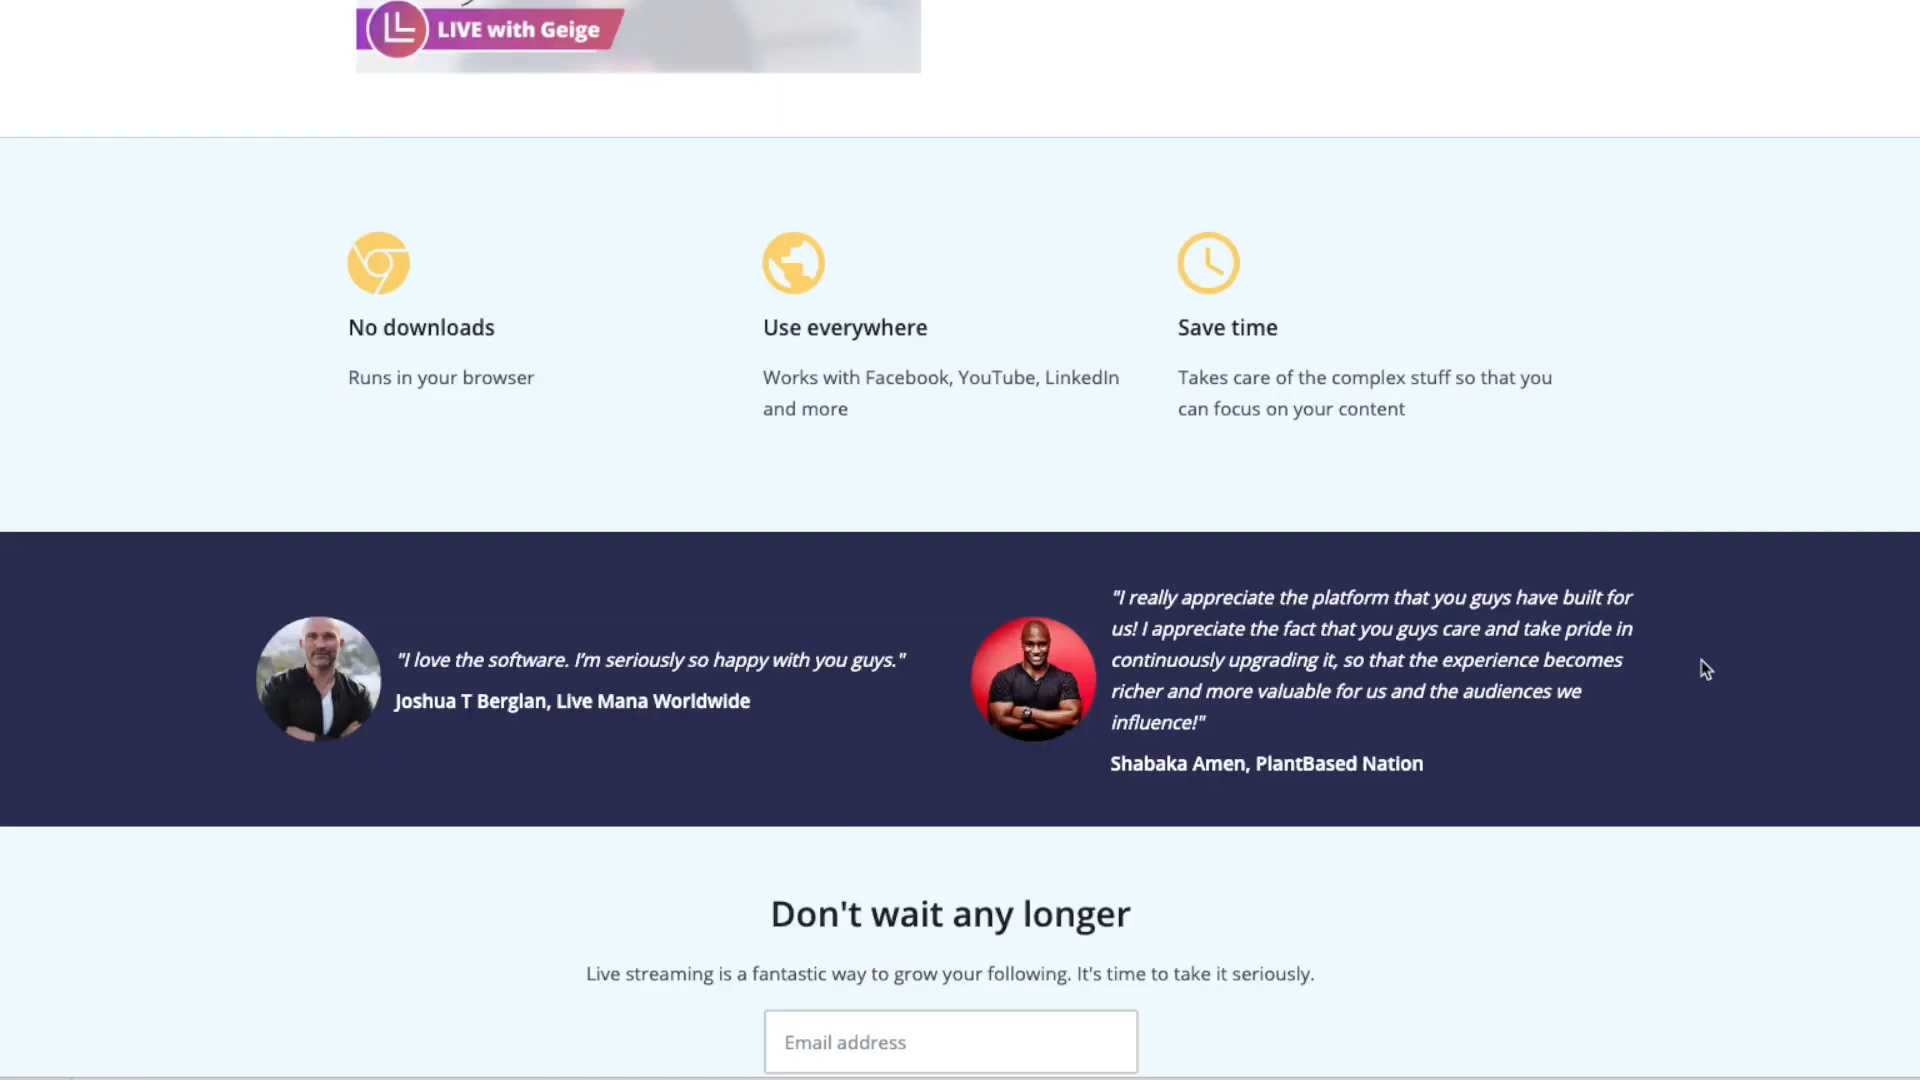 LIVE with Geige
No downloads
Runs in your browser
Use everywhere
Works with Facebook, YouTube, LinkedIn
and more
Save time
Takes care of the complex stuff so that you
can focus on your content
"I love the software. I'm seriously so happy with you guys."
Joshua T Berglan, Live Mana Worldwide
"I really appreciate the platform that you guys have built for
us! I appreciate the fact that you guys care and take pride in
continuously upgrading it, so that the experience becomes
richer and more valuable for us and the audiences we
influence!"
Shabaka Amen, PlantBased Nation
Don't wait any longer
Live streaming is a fantastic way to grow your following. It's time to take it seriously.
Email address